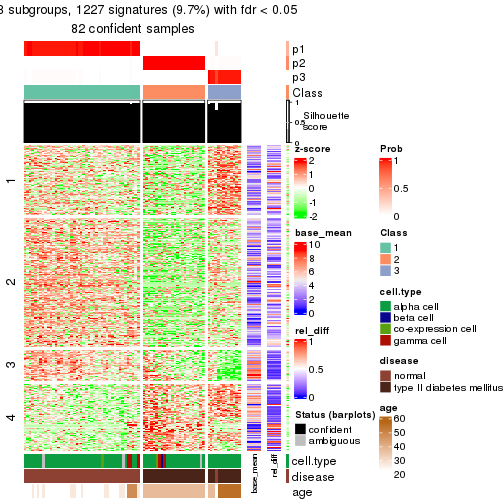 3 subgroups, 1227 signatures (9.7%) with fdr < 0.05
82 confident samples
p1
p2
p3
Class
1
0.5
0
Silhouette
score
1
2
3
4
z-score
2
1
0
-1
-2
base_mean
10
8
6
4
2
0
rel_diff
1
0.5
0
Status (barplots)
confident
ambiguous
Prob
1
0.5
0
Class
1
2
3
cell.type
alpha cell
beta cell
co-expression cell
gamma cell
disease
normal
type II diabetes mellitus
age
60
50
40
30
20
base_mean
rel_diff
cell.type
disease
age